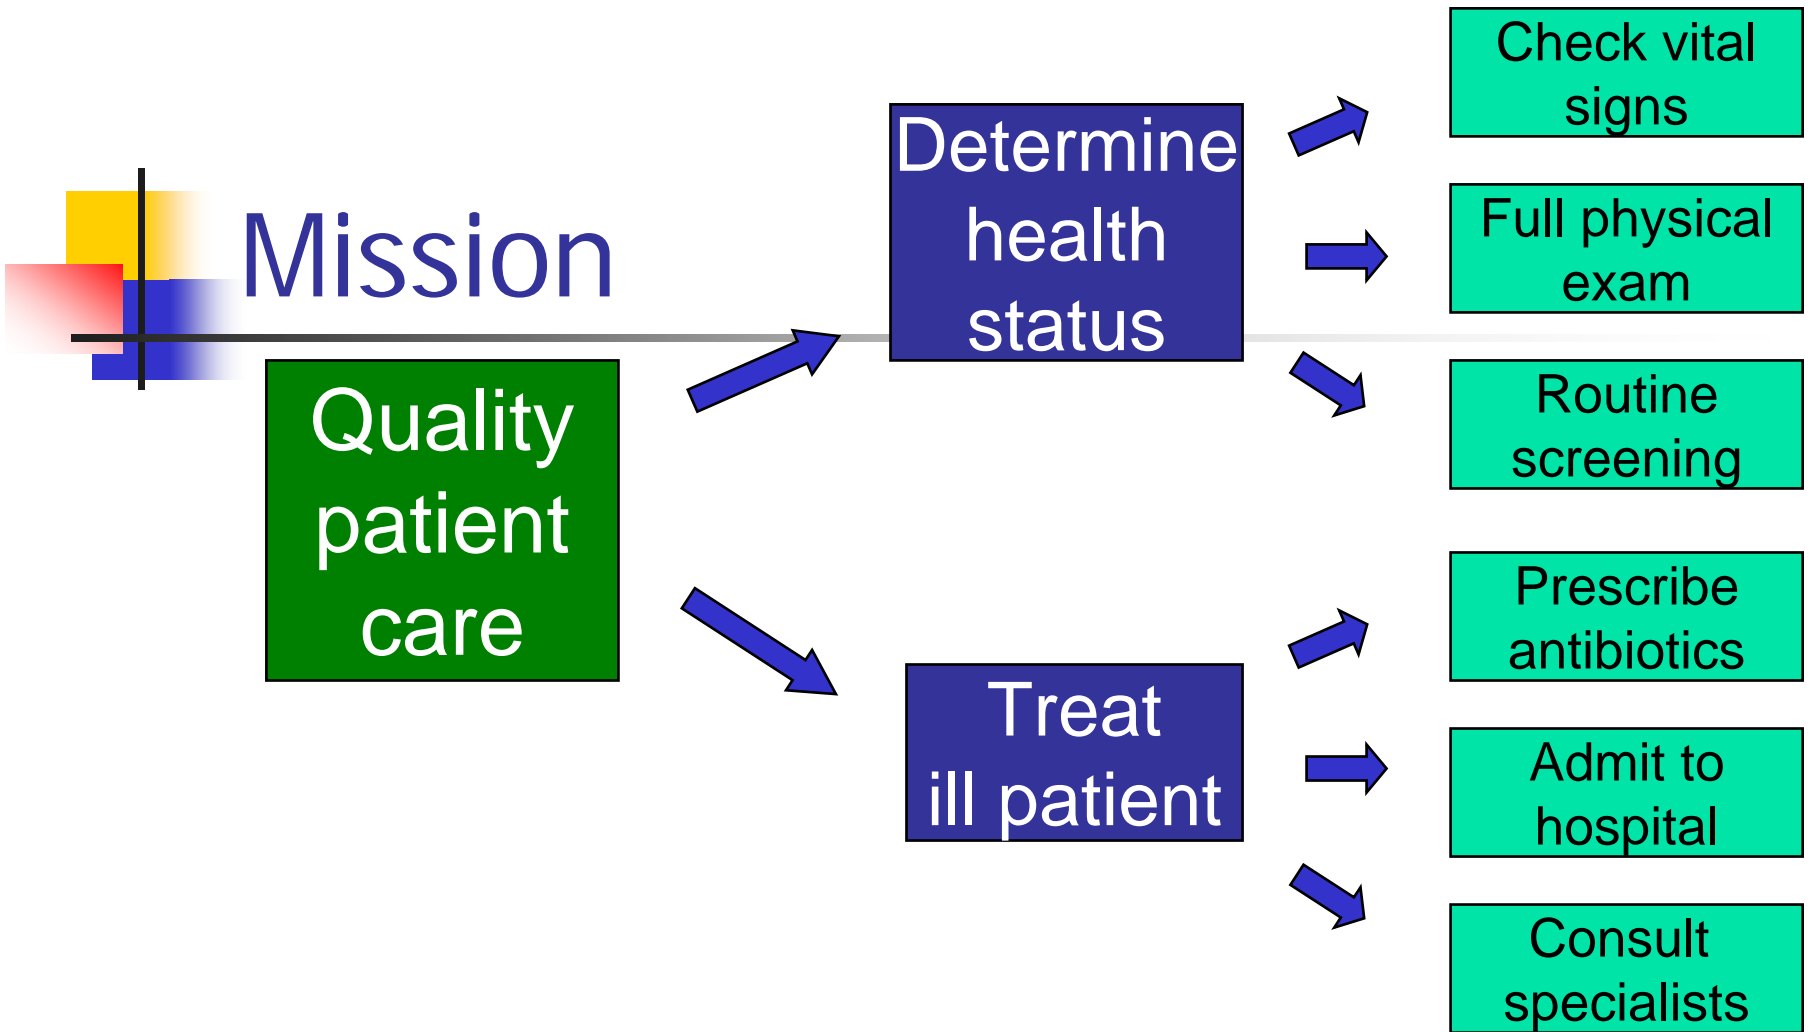 Mission
Quality
patient
care
Determine
health
status
Treat
ill patient
Check vital
signs
Full physical
exam
Routine
screening
Prescribe
antibiotics
Admit to
hospital
Consult
specialists